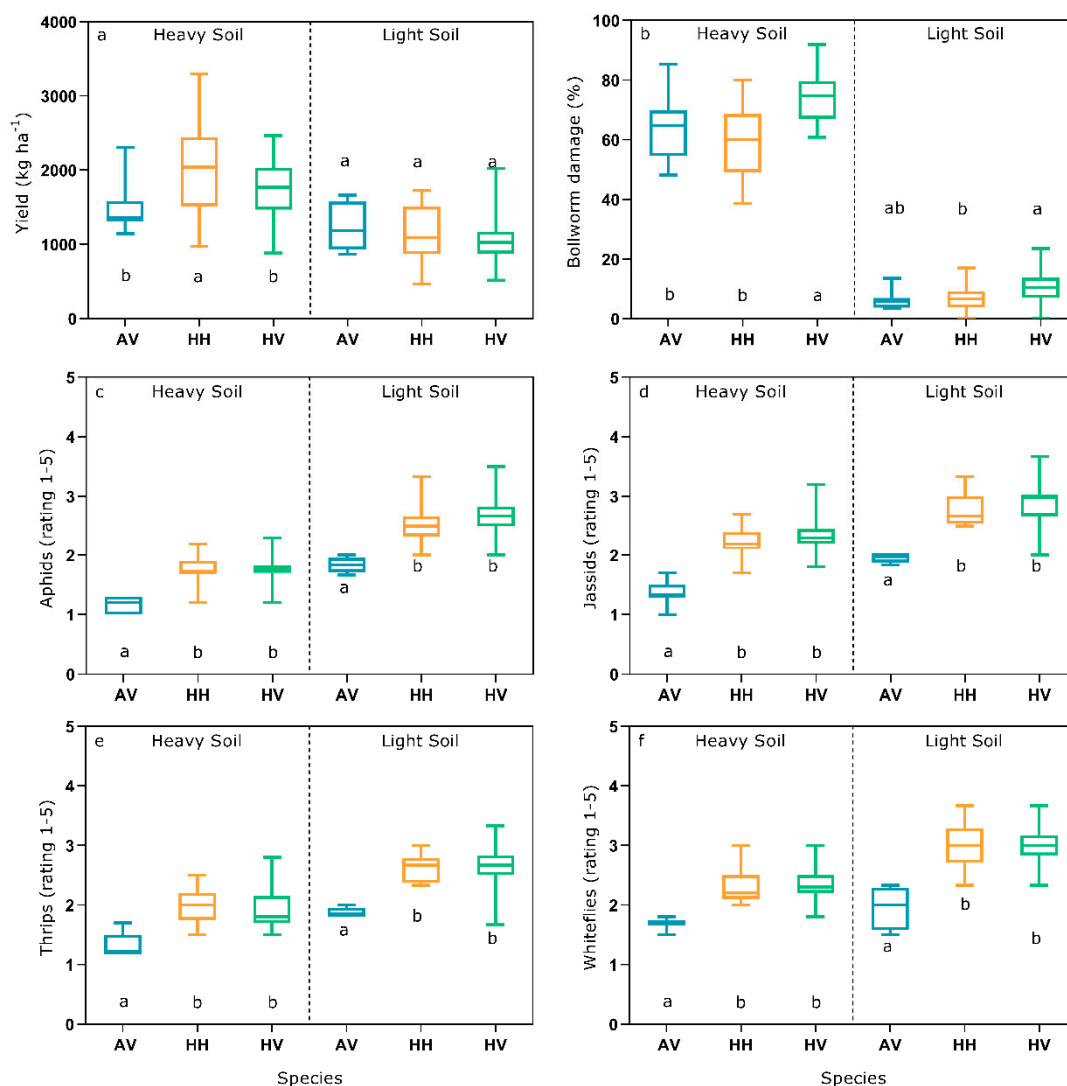 a Heavy Soil Light Soil
Yield (kg ha-1)
4000
3000
2000
1000
0
a a a
b a b
AV HH HV AV HH HV
b Heavy Soil Light Soil
Bollworm damage (%)
100
80
60
40
20
0
ab b a
b b a
AV HH HV AV HH HV
c Heavy Soil Light Soil
Aphids (rating 1-5)
5
4
3
2
1
0
a b b
a b b
AV HH HV AV HH HV
d Heavy Soil Light Soil
Jassids (rating 1-5)
5
4
3
2
1
0
a b b
a b b
AV HH HV AV HH HV
e Heavy Soil Light Soil
Thrips (rating 1-5)
5
4
3
2
1
0
a b b
a b b
AV HH HV AV HH HV
Species
f Heavy Soil Light Soil
Whiteflies (rating 1-5)
5
4
3
2
1
0
b
a b
a b b
AV HH HV AV HH HV
Species